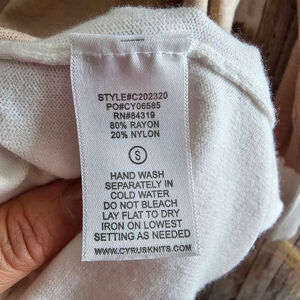 STYLE#C202320
PO#CY06585
RN#84319
80% RAYON
20% NYLON
S
HAND WASH
SEPARATELY IN
COLD WATER
DO NOT BLEACH
LAY FLAT TO DRY
IRON ON LOWEST
SETTING AS NEEDED
WWW.CYRUSKNITS.COM